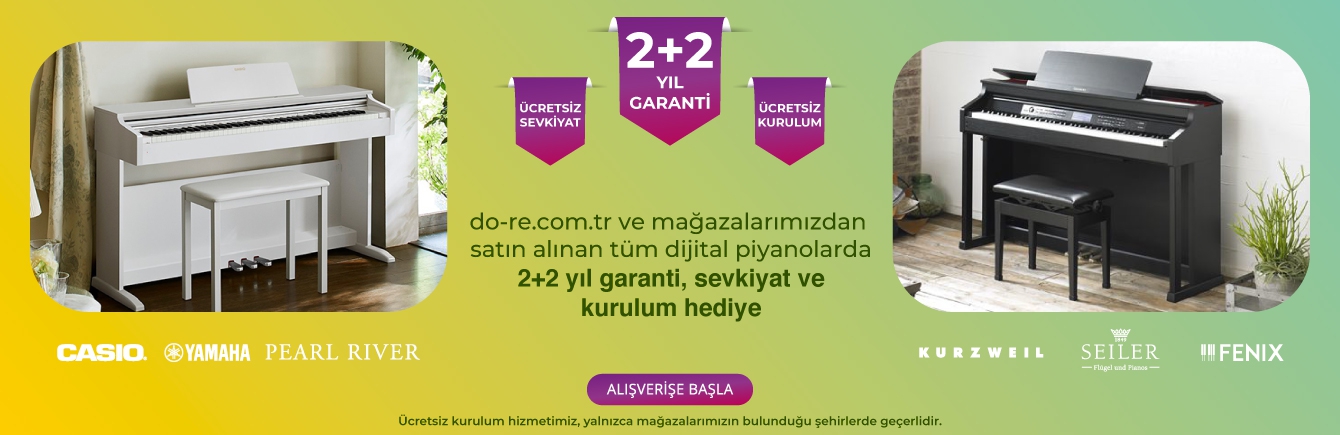 2+2
YIL
GARANTİ
ÜCRETSİZ
SEVKİYAT
ÜCRETSİZ
KURULUM
do-re.com.tr ve mağazalarımızdan
satın alınan tüm dijital piyanolarda
2+2 yıl garanti, sevkiyat ve
kurulum hediye
CASIO
YAMAHA
PEARL RIVER
KURZWEIL
1849
SEILER
Flügel und Pianos
FENIX
ALIŞVERİŞE BAŞLA
Ücretsiz kurulum hizmetimiz, yalnızca mağazalarımızın bulunduğu şehirlerde geçerlidir.